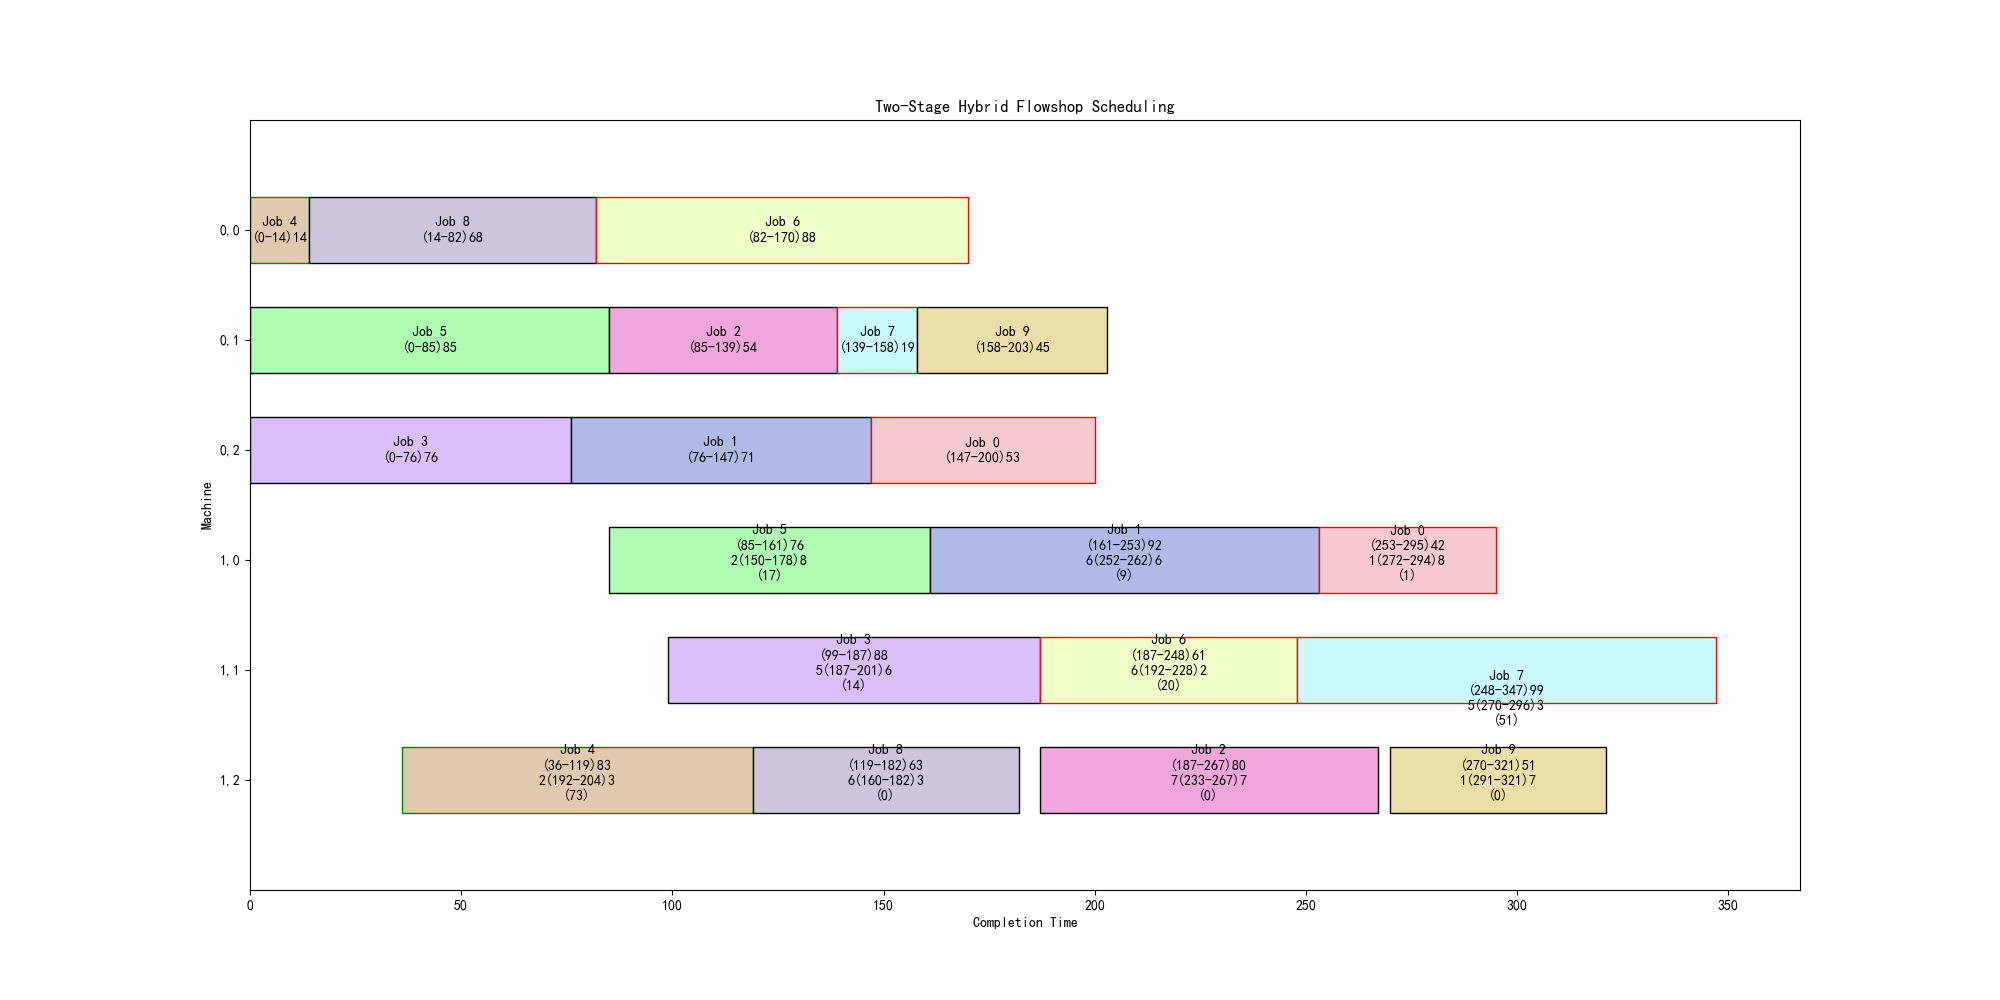 Two-Stage Hybrid Flowshop Scheduling
Machine
0,0
Job 4
(0-14)14
Job 8
(14-82)68
Job 6
(82-170)88
0,1
Job 5
(0-85)85
Job 2
(85-139)54
Job 7
(139-158)19
Job 9
(158-203)45
0,2
Job 3
(0-76)76
Job 1
(76-147)71
Job 0
(147-200)53
1,0
Job 5
(85-161)76
2(150-178)8
(17)
Job 1
(161-253)92
6(252-262)6
(9)
Job 0
(253-295)42
1(272-294)8
(1)
1,1
Job 3
(99-187)88
5(187-201)6
(14)
Job 6
(187-248)61
6(192-228)2
(20)
Job 7
(248-347)99
5(270-296)3
(51)
1,2
Job 4
(36-119)83
2(192-204)3
(73)
Job 8
(119-182)63
6(160-182)3
(0)
Job 2
(187-267)80
7(233-267)7
(0)
Job 9
(270-321)51
1(291-321)7
(0)
0
50
100
150
200
250
300
350
Completion Time